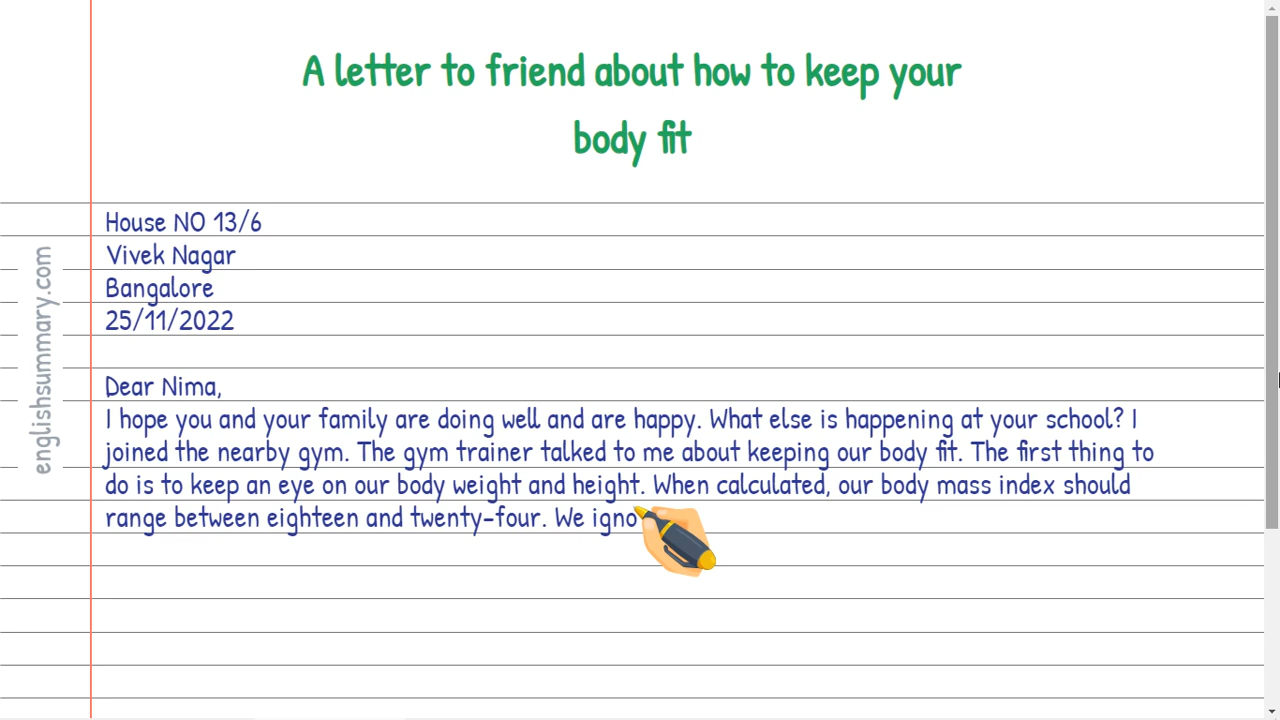 A letter to friend about how to keep your
body fit
House NO 13/6
Vivek Nagar
Bangalore
25/11/2022
Dear Nima,
I hope you and your family are doing well and are happy. What else is happening at your school? I
joined the nearby gym. The gym trainer talked to me about keeping our body fit. The first thing to
do is to keep an eye on our body weight and height. When calculated, our body mass index should
range between eighteen and twenty-four. We igno
englishsummary.com